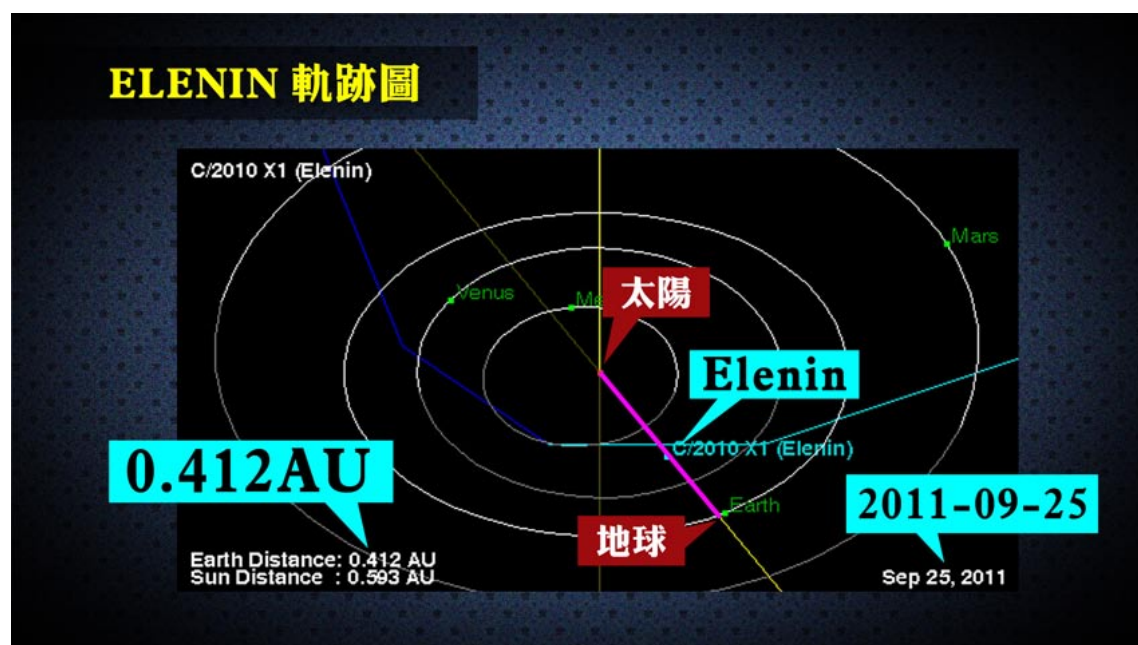 ELENIN 軌跡圖
C/2010 X1 (Elenin)
Mars
Venus
Me
太陽
Elenin
C/2010 X1 (Elenin)
0.412AU
Earth
2011-09-25
地球
Earth Distance: 0.412 AU
Sun Distance : 0.593 AU
Sep 25, 2011